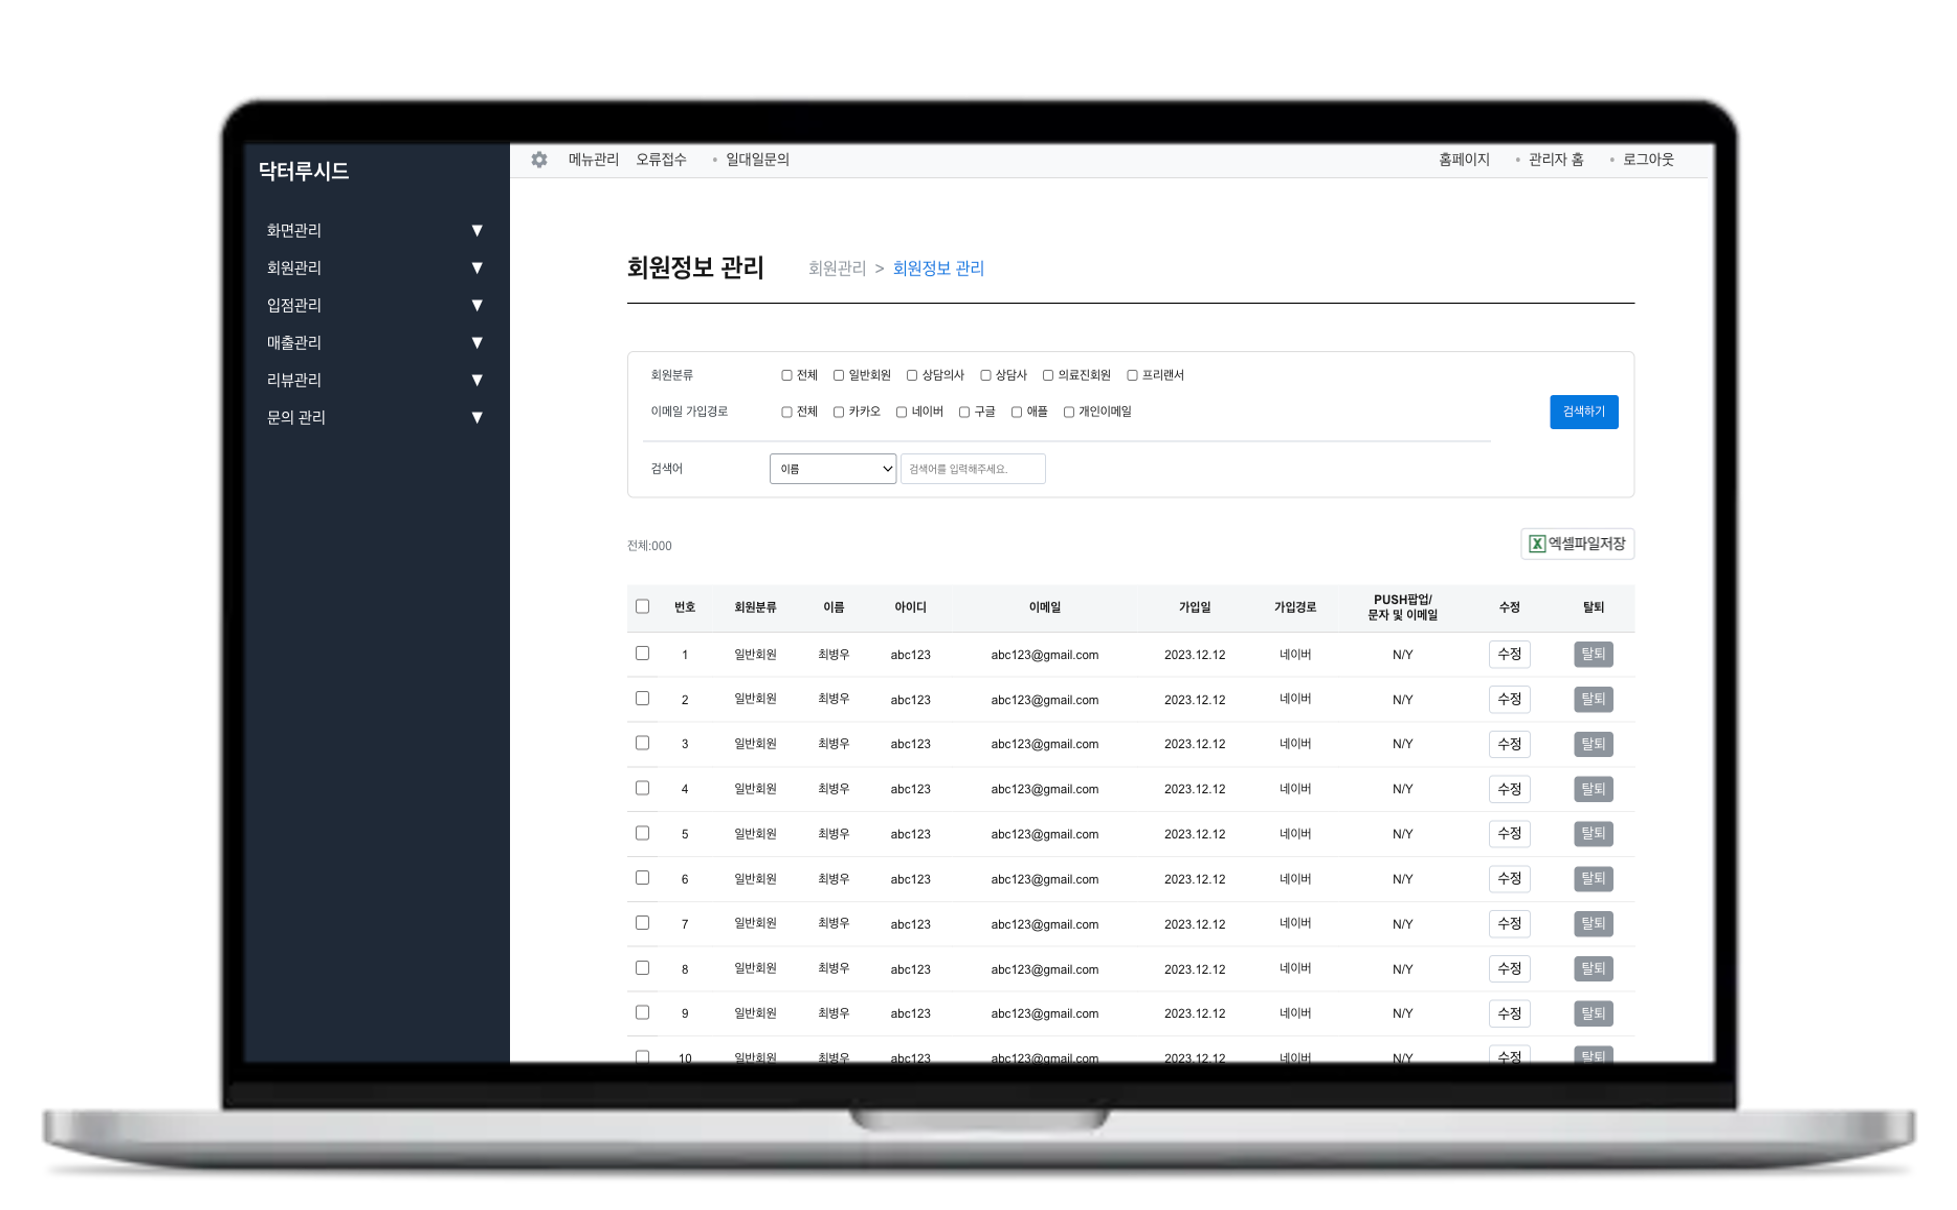 닥터루시드
메뉴관리 오류접수 • 일대일문의 홈페이지 • 관리자 홈 • 로그아웃
화면관리 ▼
회원관리 ▼
입점관리 ▼
매출관리 ▼
리뷰관리 ▼
문의 관리 ▼
회원정보 관리 회원관리 > 회원정보 관리
회원분류 전체 일반회원 상담의사 상담사 의료진회원 프리랜서
이메일 가입경로 전체 카카오 네이버 구글 애플 개인이메일
검색하기
검색어 이름 검색어를 입력해주세요.
전체:000 엑셀파일저장
번호 회원분류 이름 아이디 이메일 가입일 가입경로 PUSH팝업/ 수정 탈퇴
문자 및 이메일
1 일반회원 최병우 abc123 abc123@gmail.com 2023.12.12 네이버 N/Y 수정 탈퇴
2 일반회원 최병우 abc123 abc123@gmail.com 2023.12.12 네이버 N/Y 수정 탈퇴
3 일반회원 최병우 abc123 abc123@gmail.com 2023.12.12 네이버 N/Y 수정 탈퇴
4 일반회원 최병우 abc123 abc123@gmail.com 2023.12.12 네이버 N/Y 수정 탈퇴
5 일반회원 최병우 abc123 abc123@gmail.com 2023.12.12 네이버 N/Y 수정 탈퇴
6 일반회원 최병우 abc123 abc123@gmail.com 2023.12.12 네이버 N/Y 수정 탈퇴
7 일반회원 최병우 abc123 abc123@gmail.com 2023.12.12 네이버 N/Y 수정 탈퇴
8 일반회원 최병우 abc123 abc123@gmail.com 2023.12.12 네이버 N/Y 수정 탈퇴
9 일반회원 최병우 abc123 abc123@gmail.com 2023.12.12 네이버 N/Y 수정 탈퇴
10 일반회원 최병우 abc123 abc123@gmail.com 2023.12.12 네이버 N/Y 수정 탈퇴